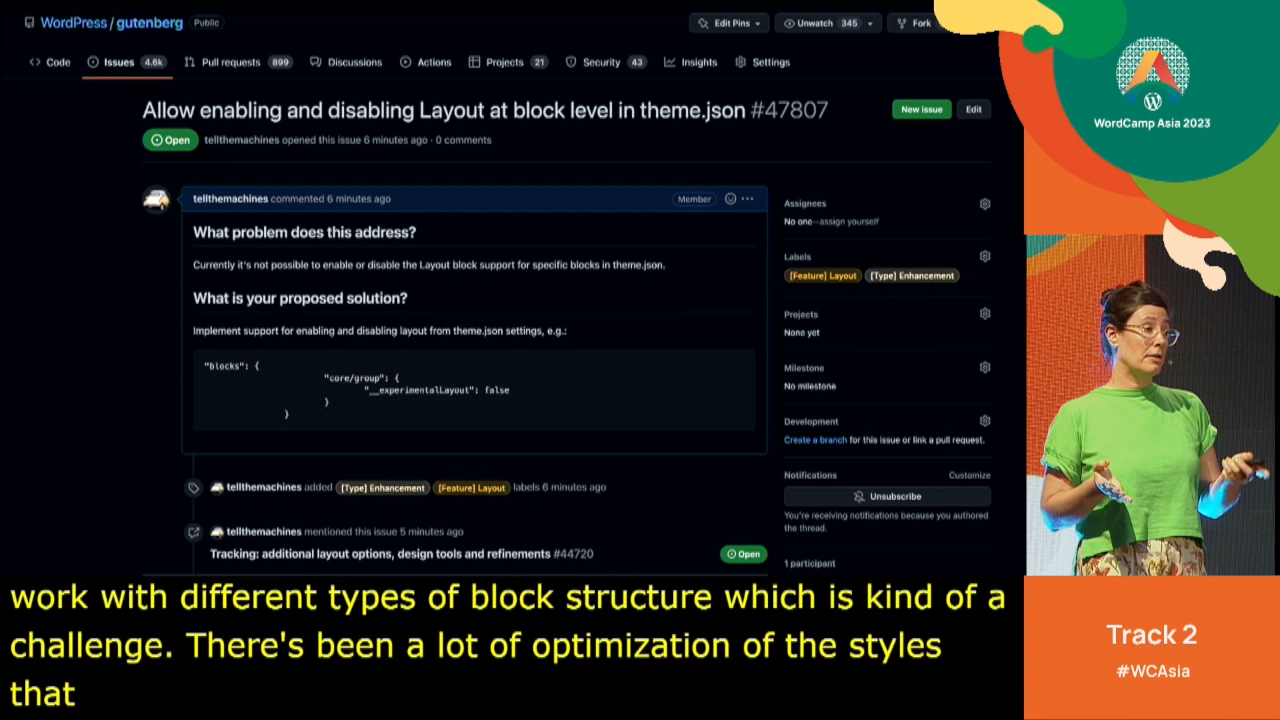 WordPress / gutenberg Public
Edit Pins
Unwatch 345
Fork
Code
Issues 4.6k
Pull requests 899
Discussions
Actions
Projects 21
Security 43
Insights
Settings
Allow enabling and disabling Layout at block level in theme.json #47807
New issue
Edit
Open
tellthemachines opened this issue 6 minutes ago · 0 comments
tellthemachines commented 6 minutes ago
Member
What problem does this address?
Currently it's not possible to enable or disable the Layout block support for specific blocks in theme.json.
What is your proposed solution?
Implement support for enabling and disabling layout from theme.json settings, e.g.:
"blocks": {
"core/group": {
"__experimentalLayout": false
}
}
tellthemachines added [Type] Enhancement [Feature] Layout labels 6 minutes ago
tellthemachines mentioned this issue 5 minutes ago
Tracking: additional layout options, design tools and refinements #44720
Open
Assignees
No one—assign yourself
Labels
[Feature] Layout [Type] Enhancement
Projects
None yet
Milestone
No milestone
Development
Create a branch for this issue or link a pull request.
Notifications
Customize
Unsubscribe
You're receiving notifications because you authored
the thread.
1 participant
WordCamp Asia 2023
work with different types of block structure which is kind of a
challenge. There's been a lot of optimization of the styles
that
Track 2
#WCAsia